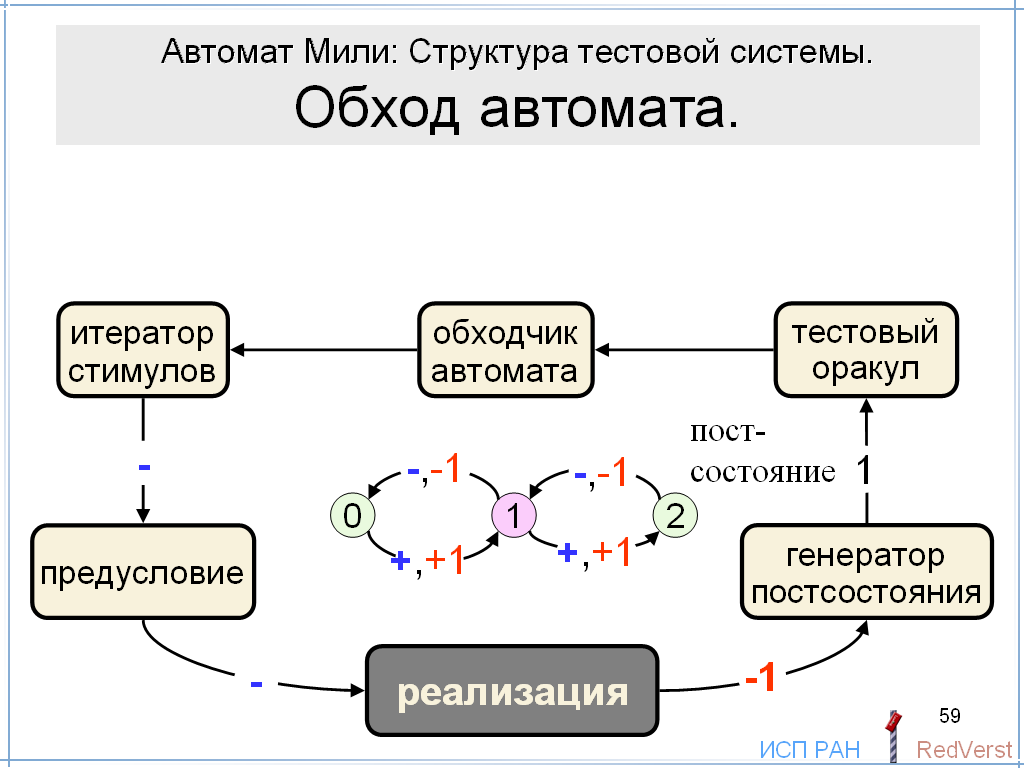 Автомат Мили: Структура тестовой системы.
Обход автомата.
итератор
стимулов
обходчик
автомата
тестовый
оракул
пост-
состояние 1
-
-,-1
-,-1
0
1
2
+,+1
+,+1
предусловие
генератор
постсостояния
-
реализация
-1
59
ИСП РАН
RedVerst